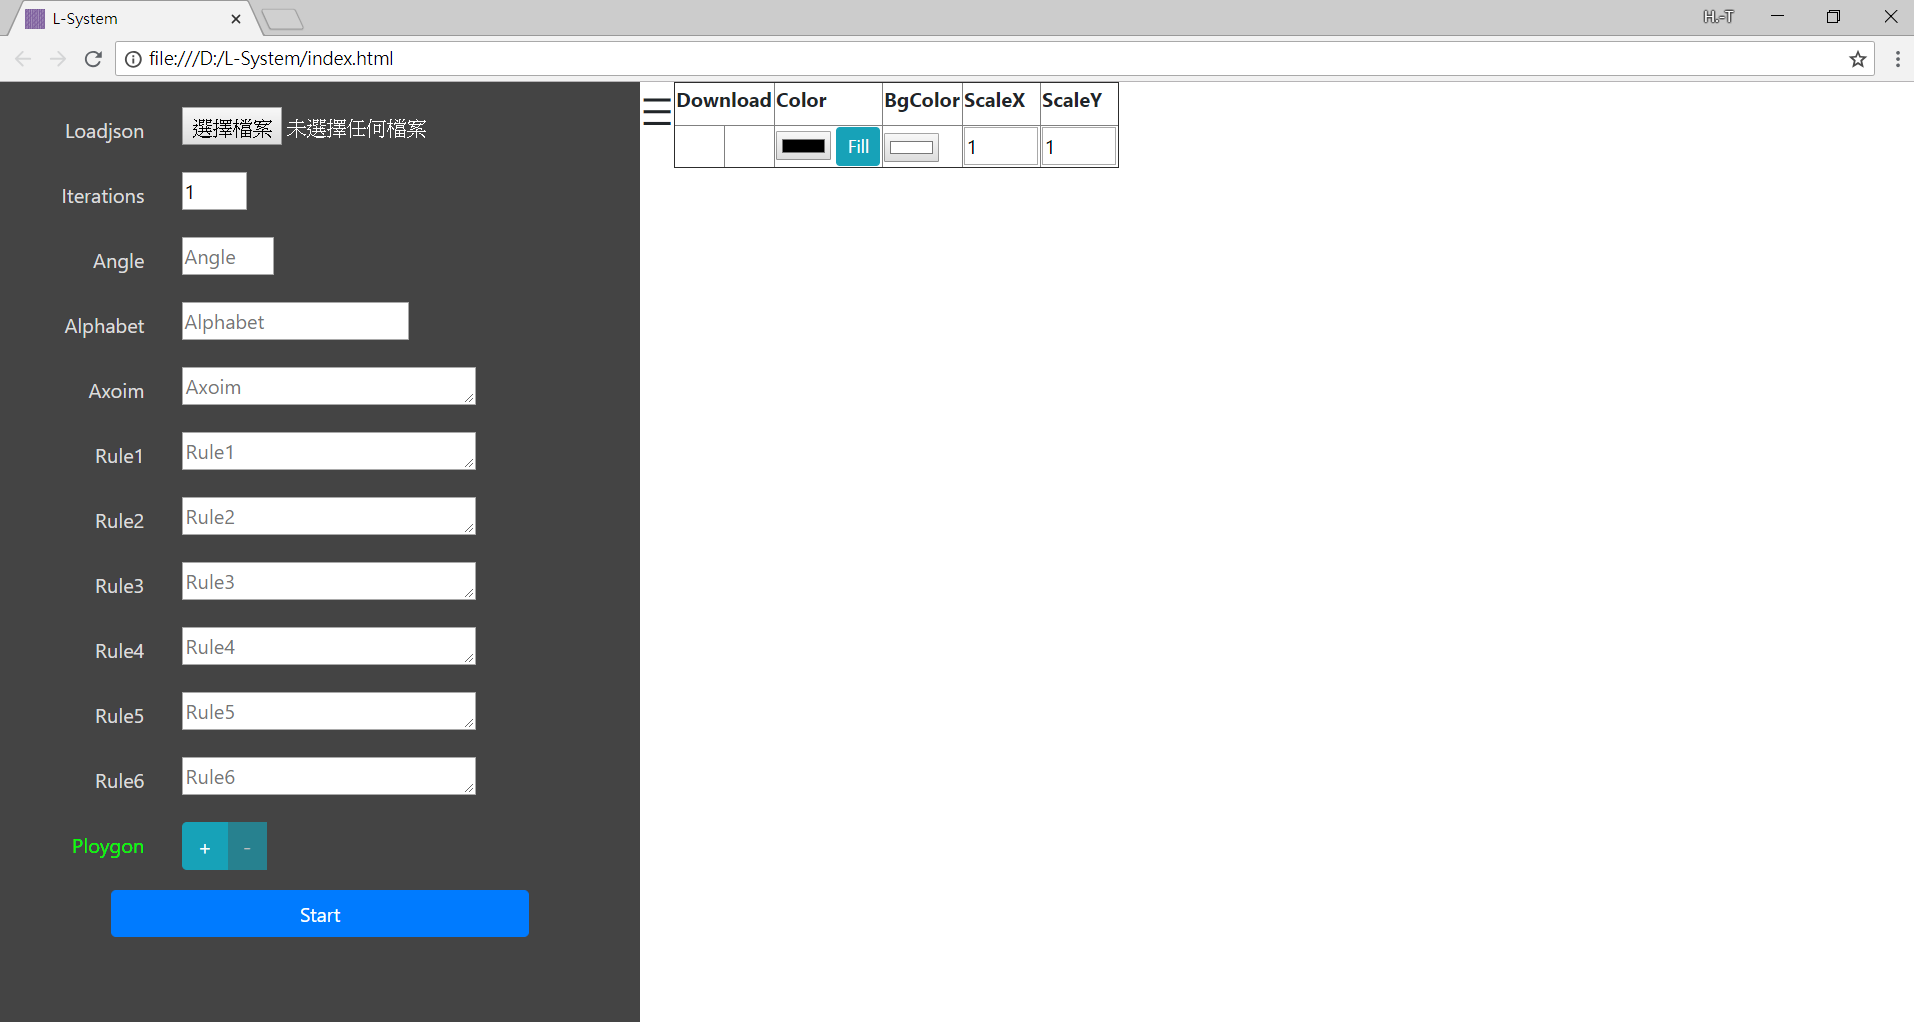 L-System
H.-T
file:///D:/L-System/index.html
Loadjson 選擇檔案 未選擇任何檔案
Iterations 1
Angle Angle
Alphabet Alphabet
Axoim Axoim
Rule1 Rule1
Rule2 Rule2
Rule3 Rule3
Rule4 Rule4
Rule5 Rule5
Rule6 Rule6
Ploygon + -
Start
Download Color BgColor ScaleX ScaleY
Fill 1 1